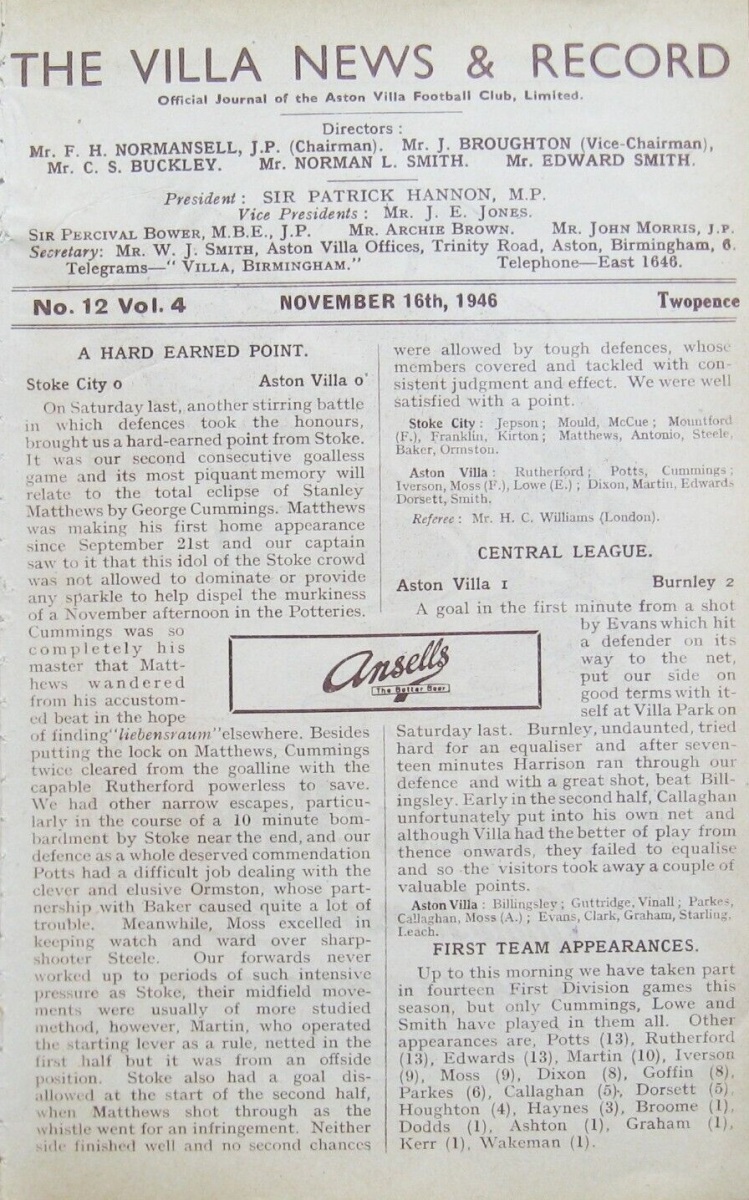 THE VILLA NEWS & RECORD
Official Journal of the Aston Villa Football Club, Limited.
Directors :
Mr. F. H. NORMANSELL, J.P. (Chairman). Mr. J. BROUGHTON (Vice-Chairman),
Mr. C. S. BUCKLEY. Mr. NORMAN L. SMITH. Mr. EDWARD SMITH.
President : SIR PATRICK HANNON, M.P.
Vice Presidents : MR. J. E. JONES.
SIR PERCIVAL BOWER, M.B.E., J.P. MR. ARCHIE BROWN. MR. JOHN MORRIS, J.P.
Secretary: MR. W. J. SMITH, Aston Villa Offices, Trinity Road, Aston, Birmingham, 6.
Telegrams—" VILLA, BIRMINGHAM." Telephone—East 1646.
No. 12 Vol. 4 NOVEMBER 16th, 1946 Twopence
A HARD EARNED POINT.
Stoke City 0 Aston Villa 0
On Saturday last, another stirring battle
in which defences took the honours,
brought us a hard-earned point from Stoke.
It was our second consecutive goalless
game and its most piquant memory will
relate to the total eclipse of Stanley
Matthews by George Cummings. Matthews
was making his first home appearance
since September 21st and our captain
saw to it that this idol of the Stoke crowd
was not allowed to dominate or provide
any sparkle to help dispel the murkiness
of a November afternoon in the Potteries.
Cummings was so
completely his
master that Matt-
hews wandered
from his accustom-
ed beat in the hope
of finding "liebensraum" elsewhere. Besides
putting the lock on Matthews, Cummings
twice cleared from the goalline with the
capable Rutherford powerless to save.
We had other narrow escapes, particu-
larly in the course of a 10 minute bom-
bardment by Stoke near the end, and our
defence as a whole deserved commendation
Potts had a difficult job dealing with the
clever and elusive Ormston, whose part-
nership with Baker caused quite a lot of
trouble. Meanwhile, Moss excelled in
keeping watch and ward over sharp-
shooter Steele. Our forwards never
worked up to periods of such intensive
pressure as Stoke, their midfield move-
ments were usually of more studied
method, however, Martin, who operated
the starting lever as a rule, netted in the
first half but it was from an offside
position. Stoke also had a goal dis-
allowed at the start of the second half,
when Matthews shot through as the
whistle went for an infringement. Neither
side finished well and no second chances
were allowed by tough defences, whose
members covered and tackled with con-
sistent judgment and effect. We were well
satisfied with a point.
Stoke City : Jepson ; Mould, McCue ; Mountford
(F.), Franklin, Kirton ; Matthews, Antonio, Steele,
Baker, Ormston.
Aston Villa : Rutherford ; Potts, Cummings ;
Iverson, Moss (F.), Lowe (E.) ; Dixon, Martin, Edwards
Dorsett, Smith.
Referee : Mr. H. C. Williams (London).
CENTRAL LEAGUE.
Aston Villa 1 Burnley 2
A goal in the first minute from a shot
by Evans which hit
a defender on its
way to the net,
put our side on
good terms with it-
self at Villa Park on
Saturday last. Burnley, undaunted, tried
hard for an equaliser and after seven-
teen minutes Harrison ran through our
defence and with a great shot, beat Bill-
ingsley. Early in the second half, Callaghan
unfortunately put into his own net and
although Villa had the better of play from
thence onwards, they failed to equalise
and so the visitors took away a couple of
valuable points.
Aston Villa : Billingsley ; Guttridge, Vinall ; Parkes,
Callaghan, Moss (A.) ; Evans, Clark, Graham, Starling,
Leach.
FIRST TEAM APPEARANCES.
Up to this morning we have taken part
in fourteen First Division games this
season, but only Cummings, Lowe and
Smith have played in them all. Other
appearances are, Potts (13), Rutherford
(13), Edwards (13), Martin (10), Iverson
(9), Moss (9), Dixon (8), Goffin (8),
Parkes (6), Callaghan (5), Dorsett (5),
Houghton (4), Haynes (3), Broome (1),
Dodds (1), Ashton (1), Graham (1),
Kerr (1), Wakeman (1).
Ansells
The Better Beer